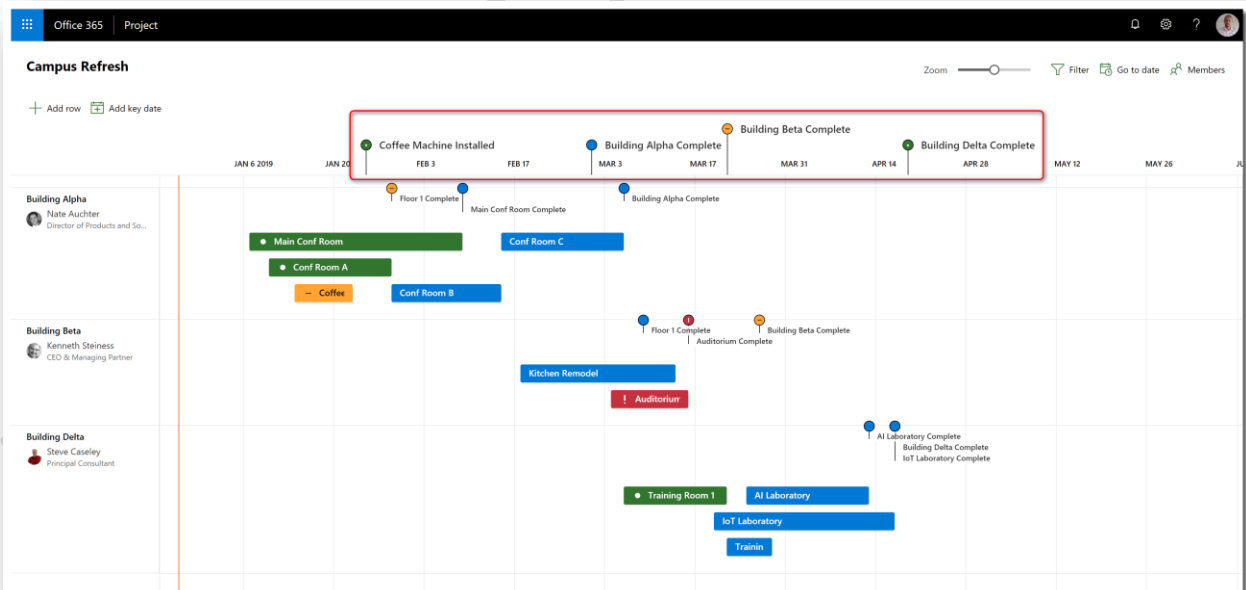 Office 365 Project ?
Campus Refresh
Zoom Filter Go to date Members
Add row Add key date
Building Beta Complete
Coffee Machine Installed Building Alpha Complete Building Delta Complete
JAN 6 2019 JAN 20 FEB 3 FEB 17 MAR 3 MAR 17 MAR 31 APR 14 APR 28 MAY 12 MAY 26
Building Alpha
Floor 1 Complete Building Alpha Complete
Nate Auchter
Main Conf Room Complete
Director of Products and So...
Main Conf Room Conf Room C
Conf Room A
Coffee Conf Room B
Building Beta
Floor 1 Complete Building Beta Complete
Kenneth Steiness
Auditorium Complete
CEO & Managing Partner
Kitchen Remodel
! Auditorium
Building Delta
AI Laboratory Complete
Steve Caseley
Building Delta Complete
Principal Consultant
IoT Laboratory Complete
Training Room 1 AI Laboratory
IoT Laboratory
Trainin